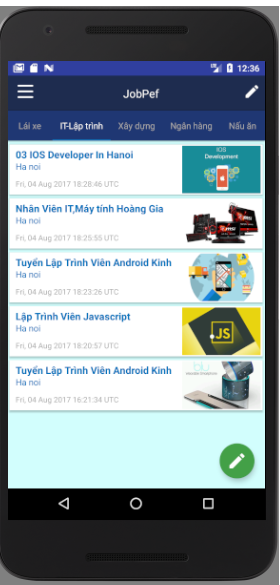 12:36
JobPef
Lái xe IT-Lập trình Xây dựng Ngân hàng Nấu ăn
03 IOS Developer In Hanoi
Ha noi
Fri, 04 Aug 2017 18:28:46 UTC
IOS
Development
Nhân Viên IT,Máy tính Hoàng Gia
Ha noi
Fri, 04 Aug 2017 18:25:55 UTC
Tuyển Lập Trình Viên Android Kinh
Ha noi
Fri, 04 Aug 2017 18:23:26 UTC
Lập Trình Viên Javascript
Ha noi
Fri, 04 Aug 2017 18:20:57 UTC
JS
Tuyển Lập Trình Viên Android Kinh
Ha noi
Fri, 04 Aug 2017 16:21:34 UTC